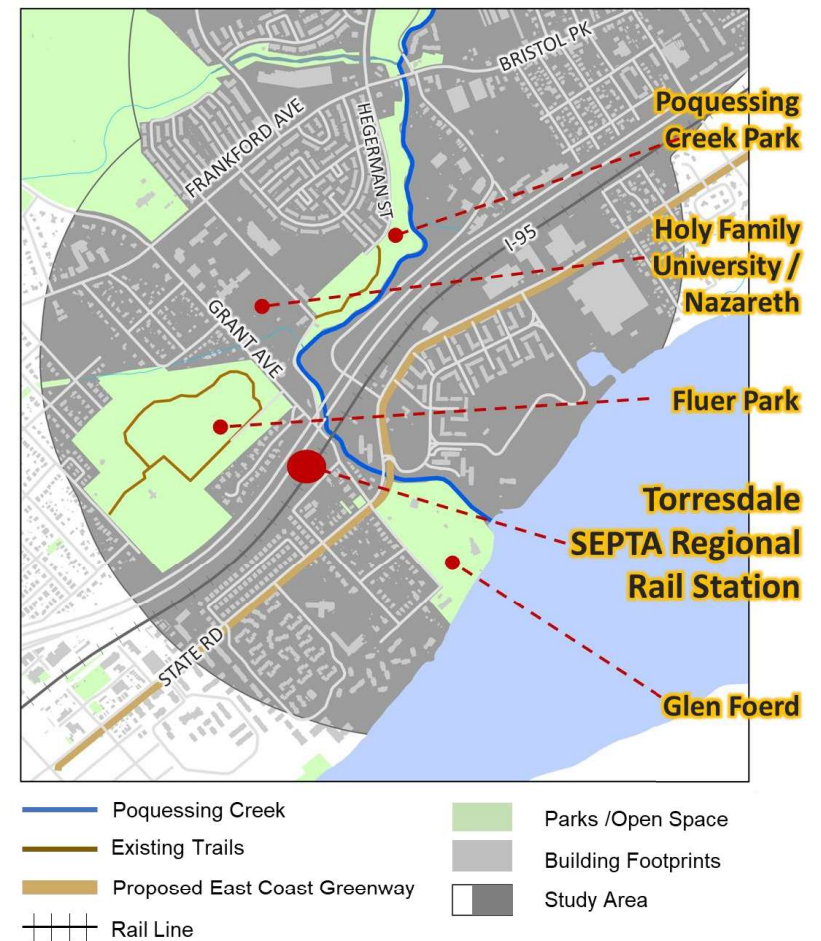 BRISTOL PK
Poquessing
Creek Park
FRANKFORD AVE
HEGERMAN ST
Holy Family
University /
Nazareth
I-95
GRANT AVE
Fluer Park
Torresdale
SEPTA Regional
Rail Station
STATE RD
Glen Foerd
Poquessing Creek
Existing Trails
Proposed East Coast Greenway
Rail Line
Parks /Open Space
Building Footprints
Study Area